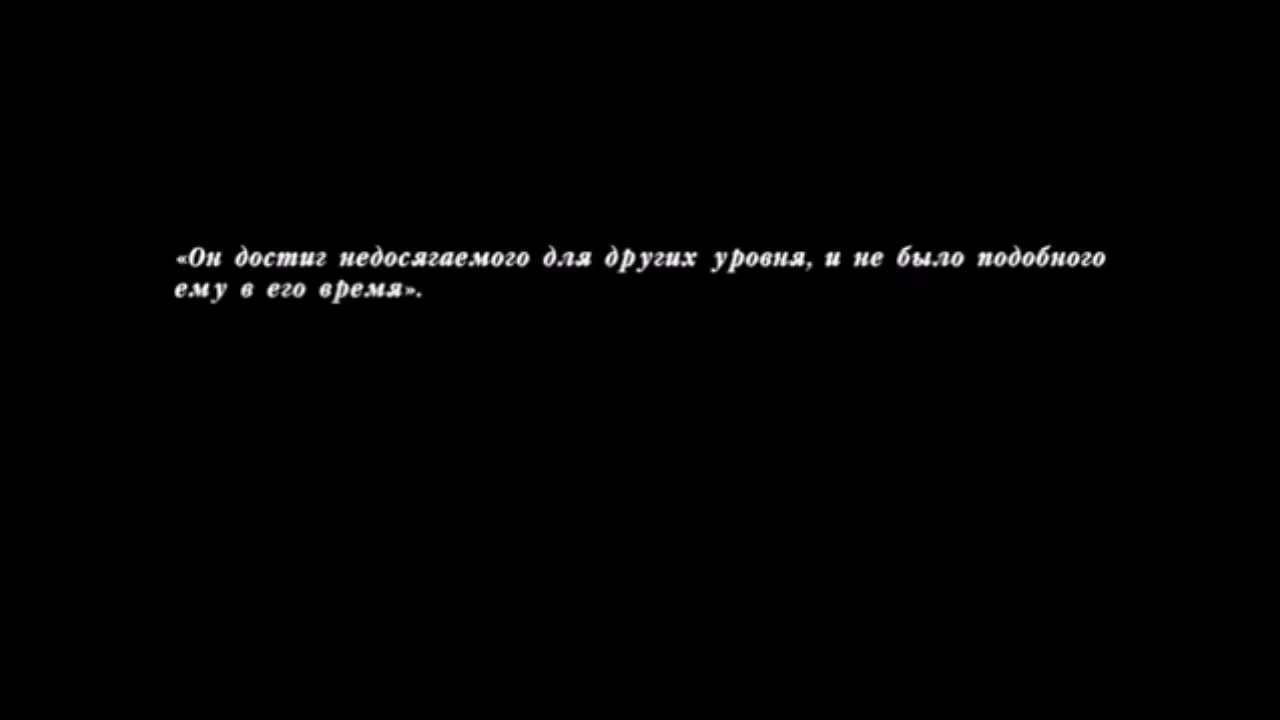 «Он достиг недосягаемого для других уровня, и не было подобного
ему в его время».